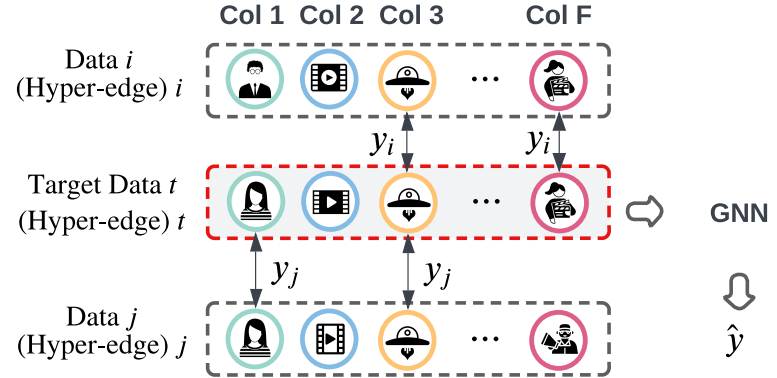 Col 1 Col 2 Col 3 Col F
Data i
(Hyper-edge) i
...
y_i y_i
Target Data t
(Hyper-edge) t
...
GNN
y_j y_j
Data j
(Hyper-edge) j
...
ŷ